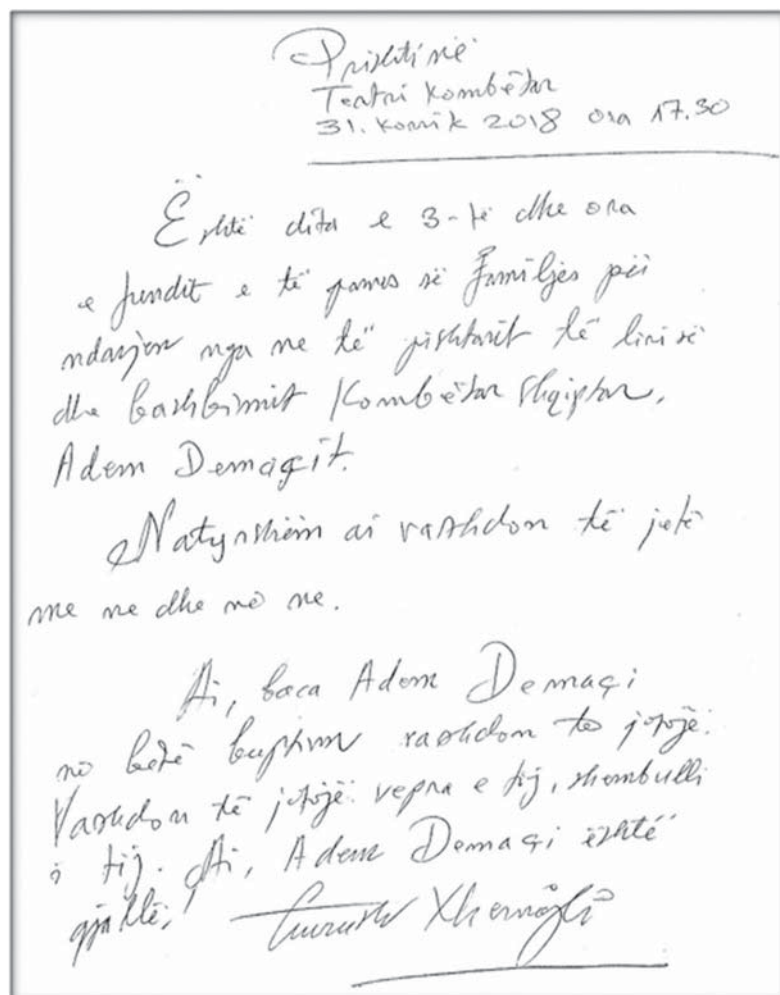 Prishtinë
Teatri Kombëtar
31. Korrik 2018 ora 17.30
Është dita e 3-të dhe ora
e fundit e të pames së familjes për
ndarjen nga ne të pishtarit të lirisë
dhe bashkimit Kombëtar Shqiptar,
Adem Demaçit.
Natyrshëm ai vazhdon të jetë
me ne dhe në ne.
Ai, baca Adem Demaçi
në këtë kuptim vazhdon të jetojë.
Vazhdon të jetojë vepra e tij, shembulli
i tij. Ai, Adem Demaçi është
gjallë!